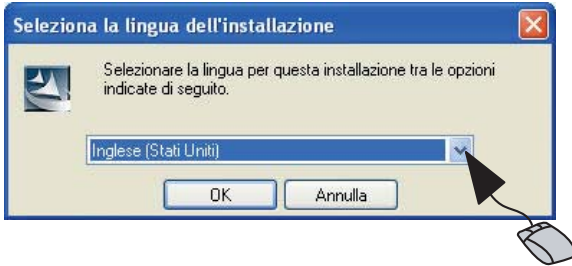 Seleziona la lingua dell'installazione
Selezionare la lingua per questa installazione tra le opzioni
indicate di seguito.
Inglese (Stati Uniti)
OK
Annulla